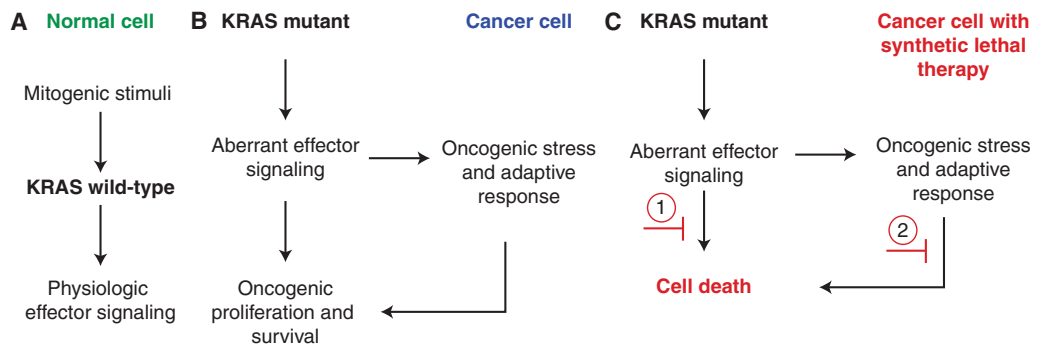 A Normal cell
Mitogenic stimuli
KRAS wild-type
Physiologic
effector signaling
B KRAS mutant
Cancer cell
Aberrant effector
signaling
Oncogenic stress
and adaptive
response
Oncogenic
proliferation and
survival
C KRAS mutant
Cancer cell with
synthetic lethal
therapy
Aberrant effector
signaling
Oncogenic stress
and adaptive
response
1
2
Cell death